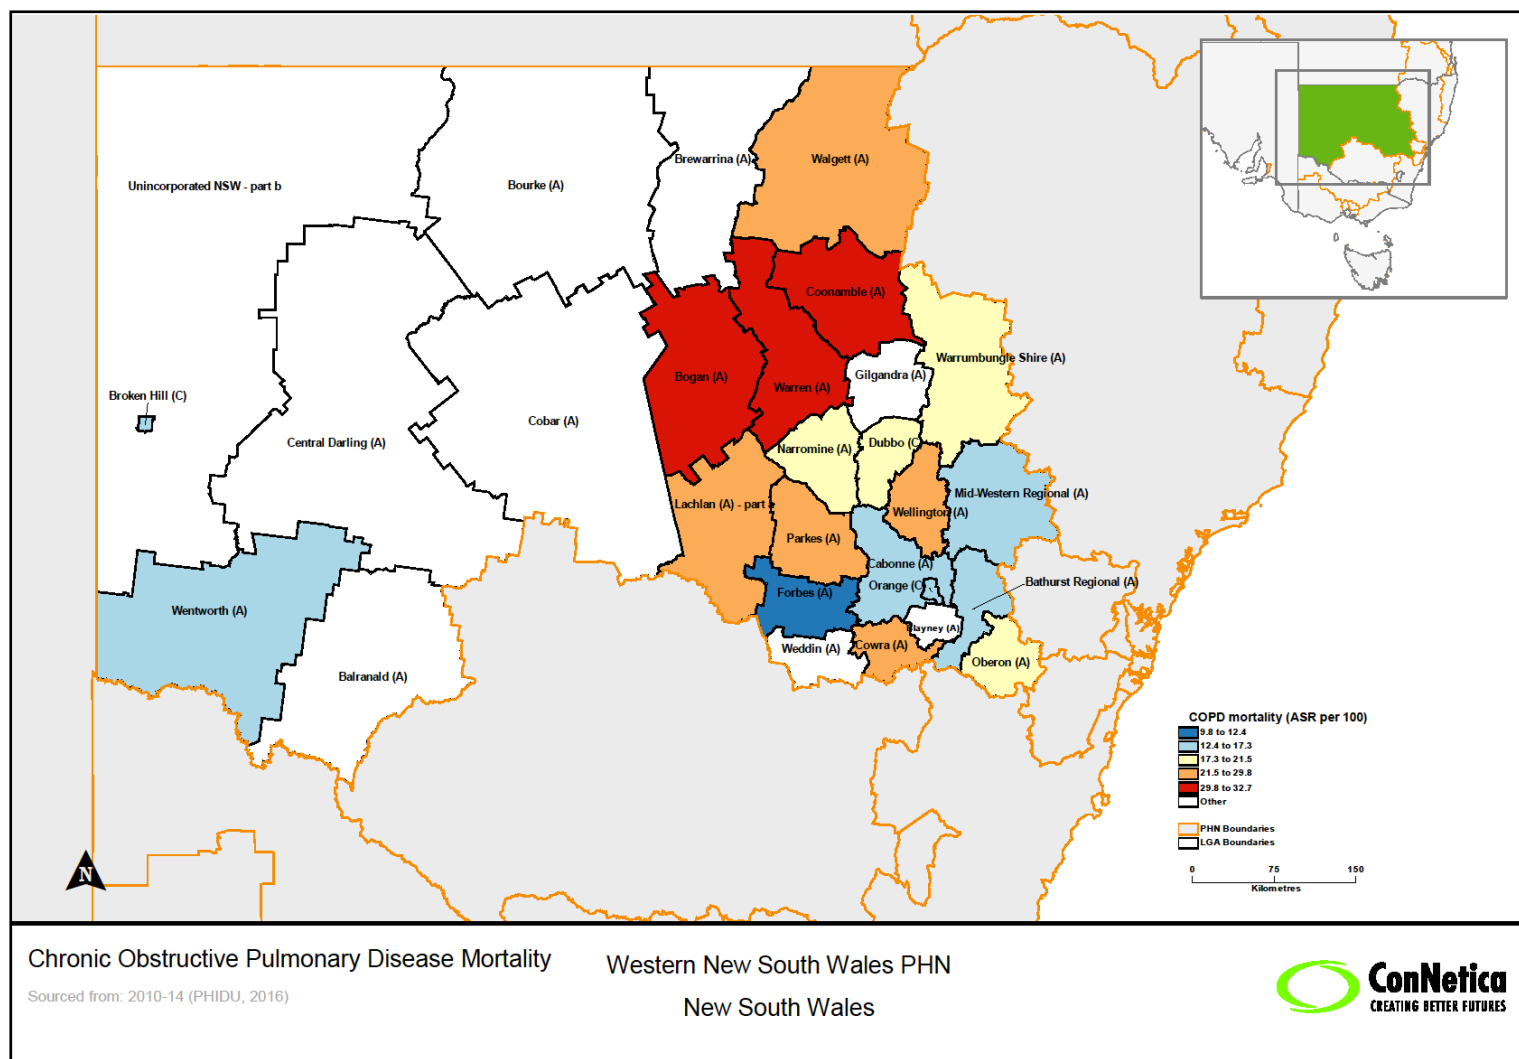 Walgett (A)
Brewarrina (A)
Bourke (A)
Unincorporated NSW - part b
Coonamble (A)
Warrumbungle Shire (A)
Gilgandra (A)
Bogan (A)
Warren (A)
Broken Hill (C)
Cobar (A)
Central Darling (A)
Dubbo (C
Narromine (A)
Mid-Western Regional (A)
Lachlan (A) - part
Wellington (A)
Parkes (A)
Cabonne (A)
Bathurst Regional (A)
Orange (C)
Forbes (A)
Wentworth (A)
Blayney (A)
Cowra (A)
Weddin (A)
Oberon (A)
Balranald (A)
COPD mortality (ASR per 100)
9.8 to 12.4
12.4 to 17.3
17.3 to 21.5
21.5 to 29.8
29.8 to 32.7
Other
PHN Boundaries
LGA Boundaries
0 75 150
Kilometres
N
Chronic Obstructive Pulmonary Disease Mortality
Sourced from: 2010-14 (PHIDU, 2016)
Western New South Wales PHN
New South Wales
ConNetica
CREATING BETTER FUTURES